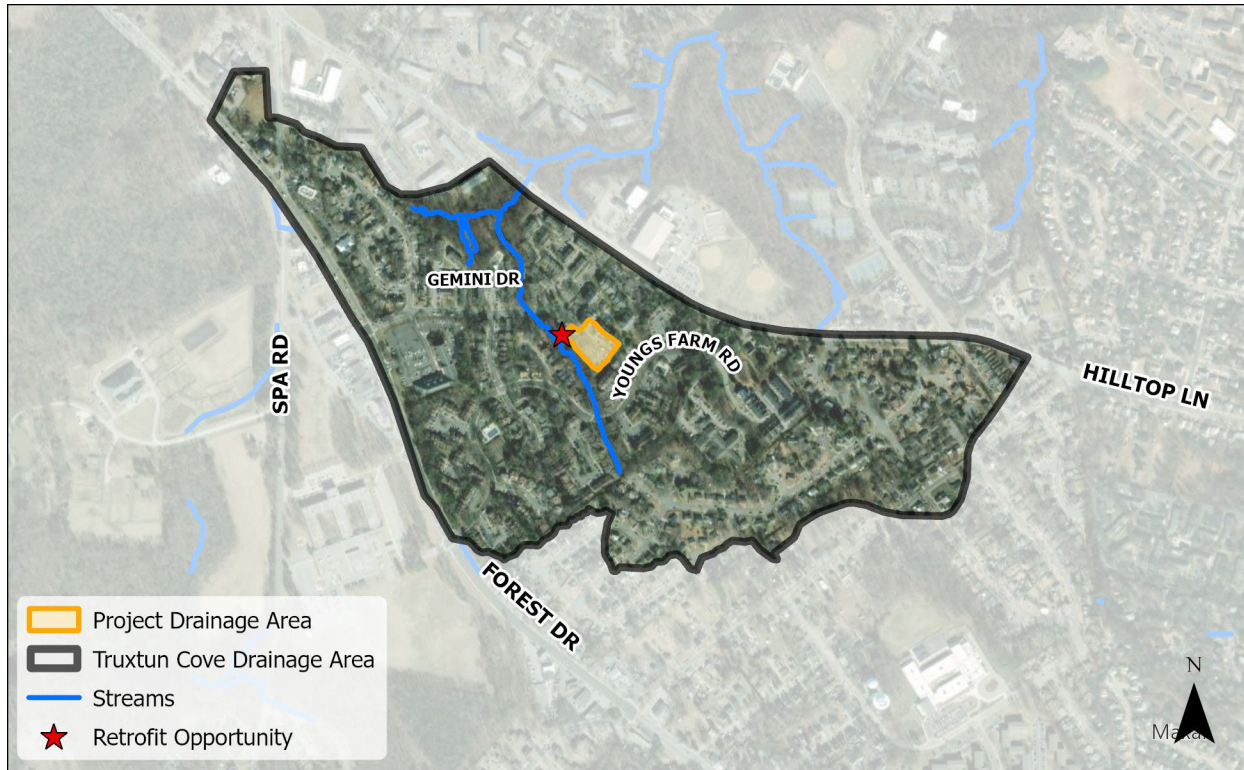 GEMINI DR
YOUNGS FARM RD
SPA RD
HILLTOP LN
FOREST DR
Project Drainage Area
Truxtun Cove Drainage Area
Streams
Retrofit Opportunity
N